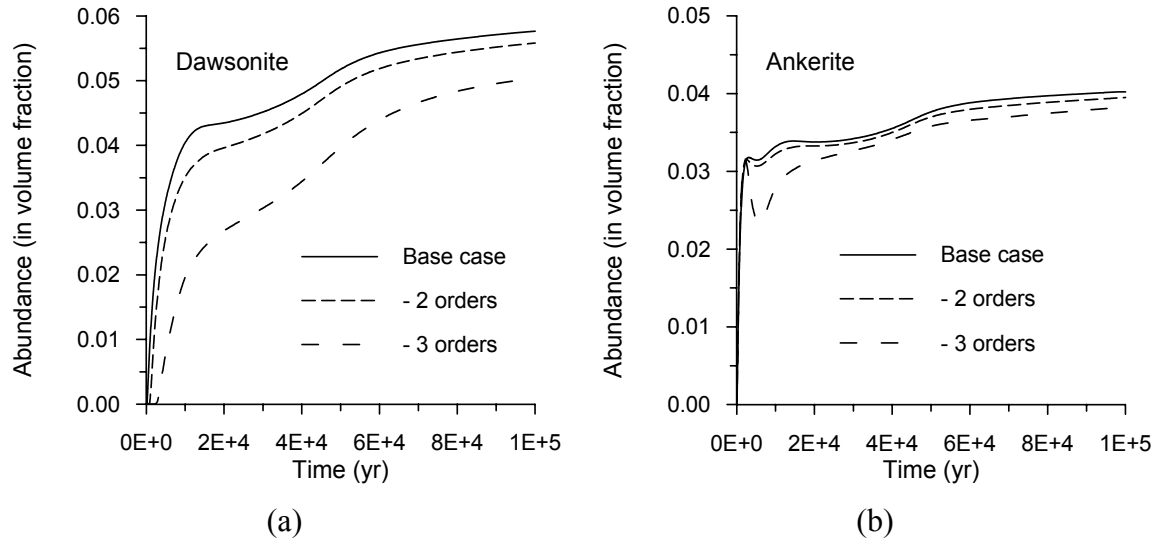 Abundance (in volume fraction)
0.06
0.05
0.04
0.03
0.02
0.01
0.00
Dawsonite
Base case
- 2 orders
- 3 orders
0E+0 2E+4 4E+4 6E+4 8E+4 1E+5
Time (yr)
(a)
Abundance (in volume fraction)
0.05
0.04
0.03
0.02
0.01
0.00
Ankerite
Base case
- 2 orders
- 3 orders
0E+0 2E+4 4E+4 6E+4 8E+4 1E+5
Time (yr)
(b)